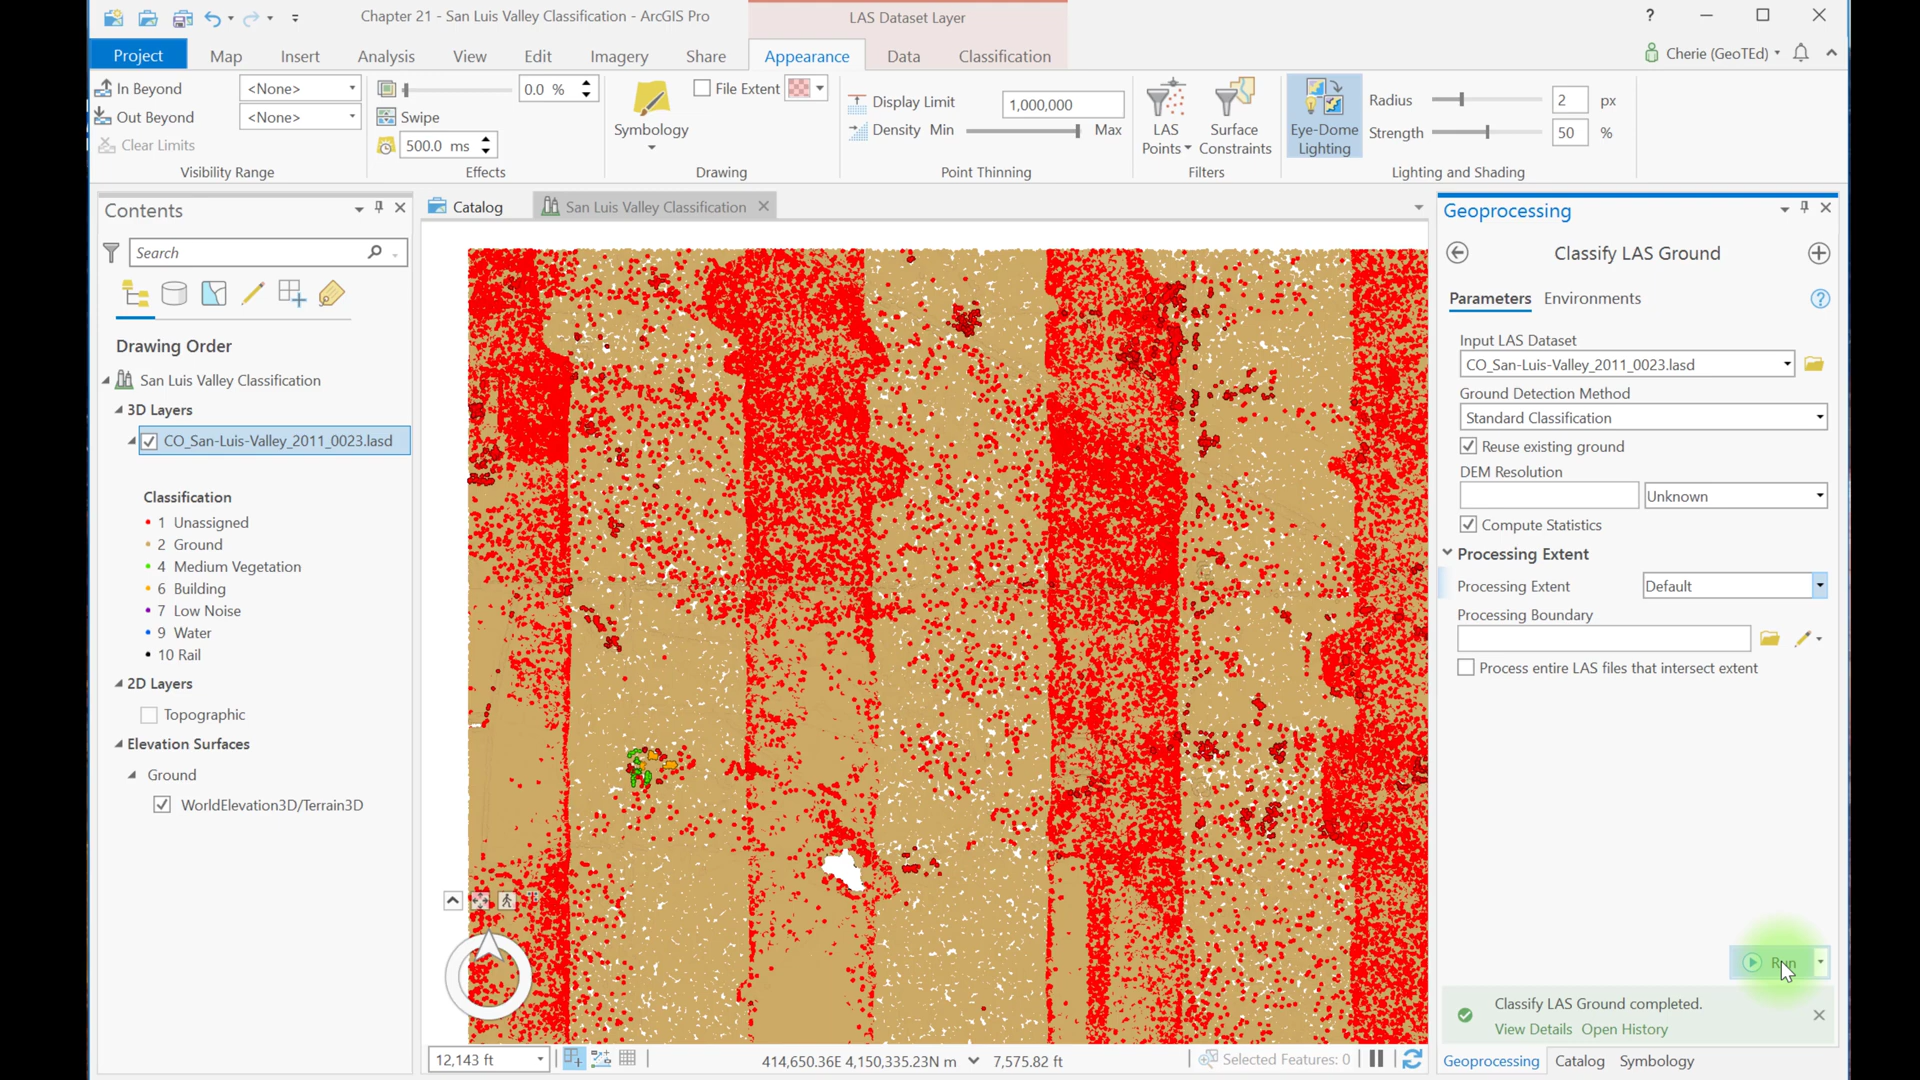 Chapter 21 - San Luis Valley Classification - ArcGIS Pro
LAS Dataset Layer
?
Project
Map
Insert
Analysis
View
Edit
Imagery
Share
Appearance
Data
Classification
Cherie (GeoTEd)
In Beyond
<None>
Out Beyond
<None>
Clear Limits
Visibility Range
0.0 %
Swipe
500.0 ms
Effects
Symbology
File Extent
Drawing
Display Limit
1,000,000
Density Min
Max
Point Thinning
LAS Points
Surface Constraints
Filters
Eye-Dome Lighting
Radius
2
px
Strength
50
%
Lighting and Shading
Contents
Search
Drawing Order
San Luis Valley Classification
3D Layers
CO_San-Luis-Valley_2011_0023.lasd
Classification
1 Unassigned
2 Ground
4 Medium Vegetation
6 Building
7 Low Noise
9 Water
10 Rail
2D Layers
Topographic
Elevation Surfaces
Ground
WorldElevation3D/Terrain3D
Catalog
San Luis Valley Classification
12,143 ft
414,650.36E 4,150,335.23N m
7,575.82 ft
Selected Features: 0
Geoprocessing
Classify LAS Ground
Parameters
Environments
?
Input LAS Dataset
CO_San-Luis-Valley_2011_0023.lasd
Ground Detection Method
Standard Classification
Reuse existing ground
DEM Resolution
Unknown
Compute Statistics
Processing Extent
Processing Extent
Default
Processing Boundary
Process entire LAS files that intersect extent
Run
Classify LAS Ground completed.
View Details Open History
Geoprocessing
Catalog
Symbology